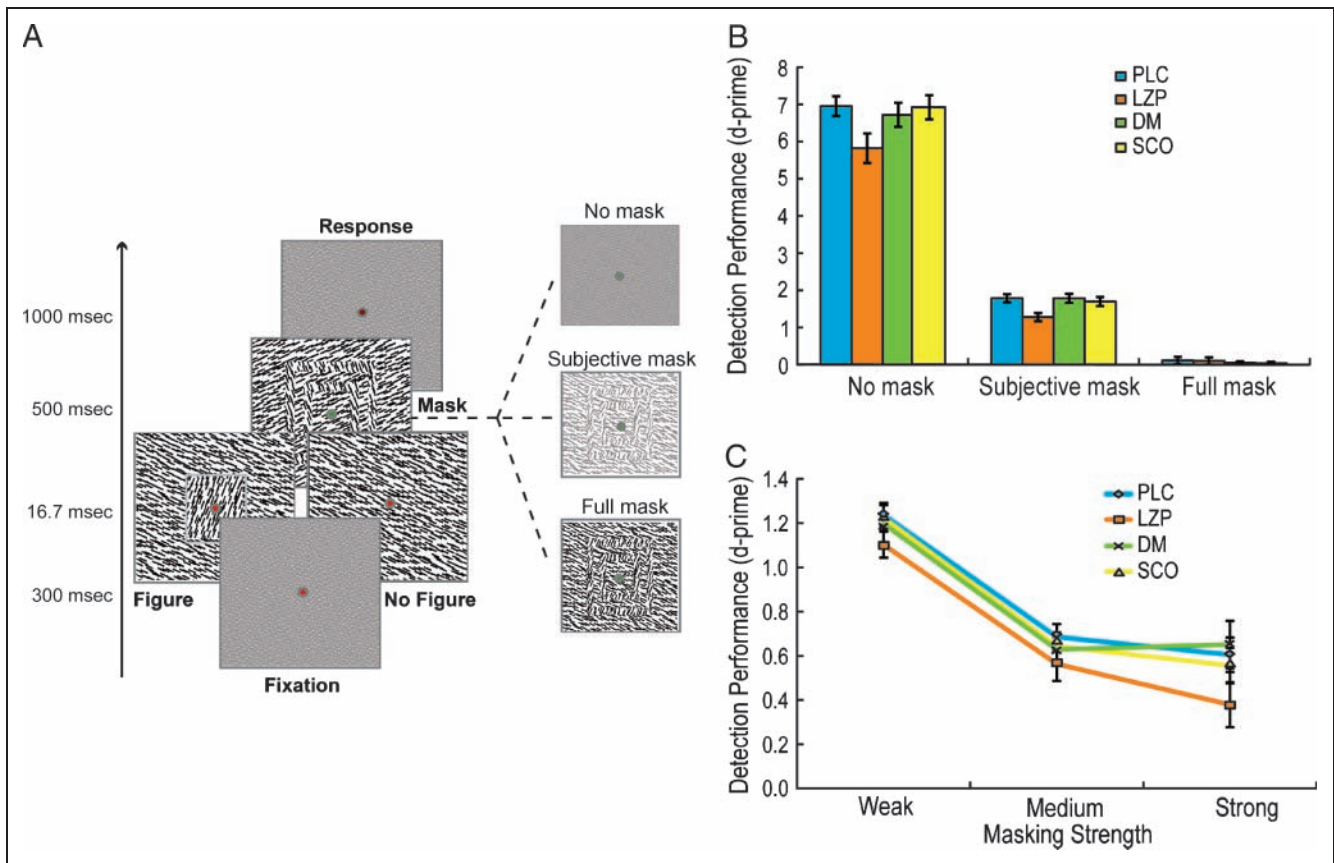 A
Response
1000 msec
500 msec
Mask
16.7 msec
300 msec
Figure
No Figure
Fixation
No mask
Subjective mask
Full mask
B
Detection Performance (d-prime)
8
7
6
5
4
3
2
1
0
PLC
LZP
DM
SCO
No mask
Subjective mask
Full mask
C
Detection Performance (d-prime)
1.4
1.2
1.0
0.8
0.6
0.4
0.2
0.0
PLC
LZP
DM
SCO
Weak
Medium
Strong
Masking Strength